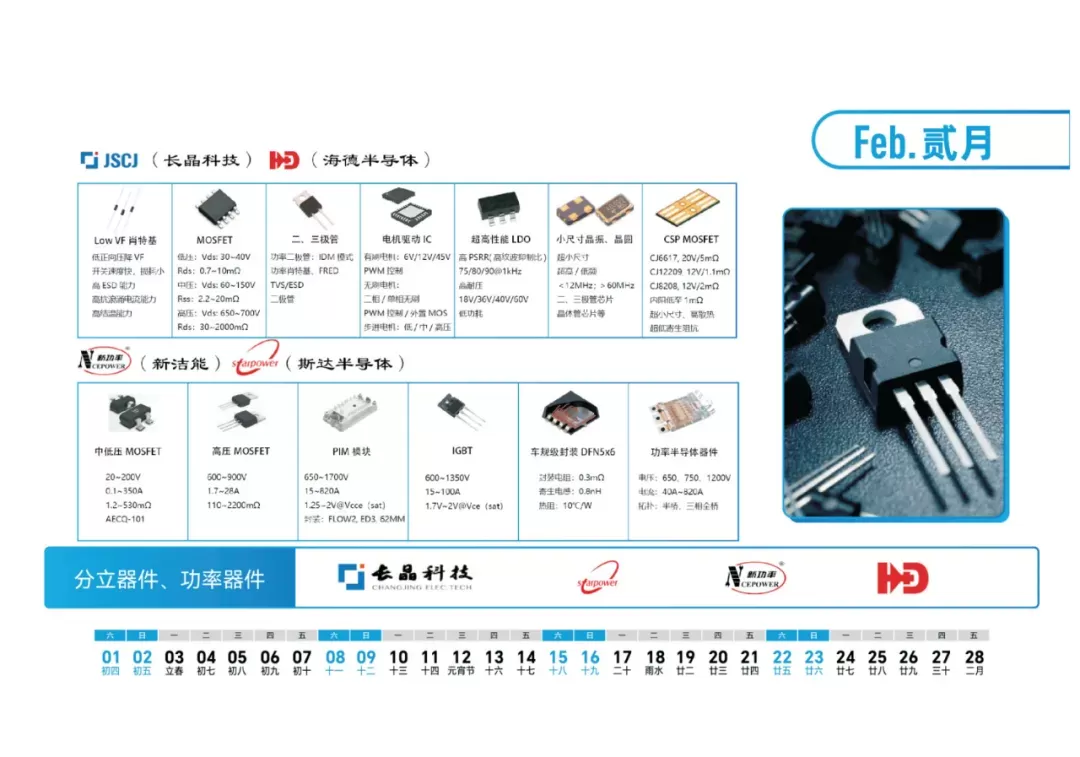 Feb.贰月
JSCJ（长晶科技） HD（海德半导体）
Low VF 肖特基
低正向压降 VF
开关速度快、损耗小
高 ESD 能力
高抗浪涌电流能力
高结温能力
MOSFET
低压：Vds: 30~40V
Rds: 0.7~10mΩ
中压：Vds: 60~150V
Rss: 2.2~20mΩ
高压：Vds: 650~700V
Rds: 30~2000mΩ
二、三极管
功率二极管：IDM 模式
功率肖特基、FRED
TVS/ESD
二极管
电机驱动 IC
有刷电机：6V/12V/45V
PWM 控制
无刷电机：
二相 / 单相无刷
PWM 控制 / 外置 MOS
步进电机：低 / 中 / 高压
超高性能 LDO
高 PSRR( 高纹波抑制比)
75/80/90@1kHz
高耐压
18V/36V/40V/60V
低功耗
小尺寸晶振、晶圆
超小尺寸
超高 / 低频
＜12MHz；＞60MHz
二、三极管芯片
晶体管芯片等
CSP MOSFET
CJ6617, 20V/5mΩ
CJ12209, 12V/1.1mΩ
CJ8208, 12V/2mΩ
内阻低至 1mΩ
超小尺寸、易散热
超低寄生阻抗
新功率 NCEPOWER（新洁能） starpower（斯达半导体）
中低压 MOSFET
20~200V
0.1~350A
1.2~530mΩ
AECQ-101
高压 MOSFET
600~900V
1.7~28A
110~2200mΩ
PIM 模块
650~1700V
15~820A
1.25~2V@Vcce（sat）
封装：FLOW2, ED3, 62MM
IGBT
600~1350V
15~100A
1.7V~2V@Vce（sat）
车规级封装 DFN5x6
封装电阻：0.3mΩ
寄生电感：0.8nH
热阻：10℃/W
功率半导体器件
电压：650，750，1200V
电流：40A~820A
拓扑：半桥，三相全桥
分立器件、功率器件
长晶科技
CHANGJING ELEC.TECH
starpower
新功率
NCEPOWER
HD
六 日 一 二 三 四 五 六 日 一 二 三 四 五 六 日 一 二 三 四 五 六 日 一 二 三 四 五
01 02 03 04 05 06 07 08 09 10 11 12 13 14 15 16 17 18 19 20 21 22 23 24 25 26 27 28
初四 初五 立春 初七 初八 初九 初十 十一 十二 十三 十四 元宵节 十六 十七 十八 十九 二十 雨水 廿二 廿三 廿四 廿五 廿六 廿七 廿八 廿九 三十 二月